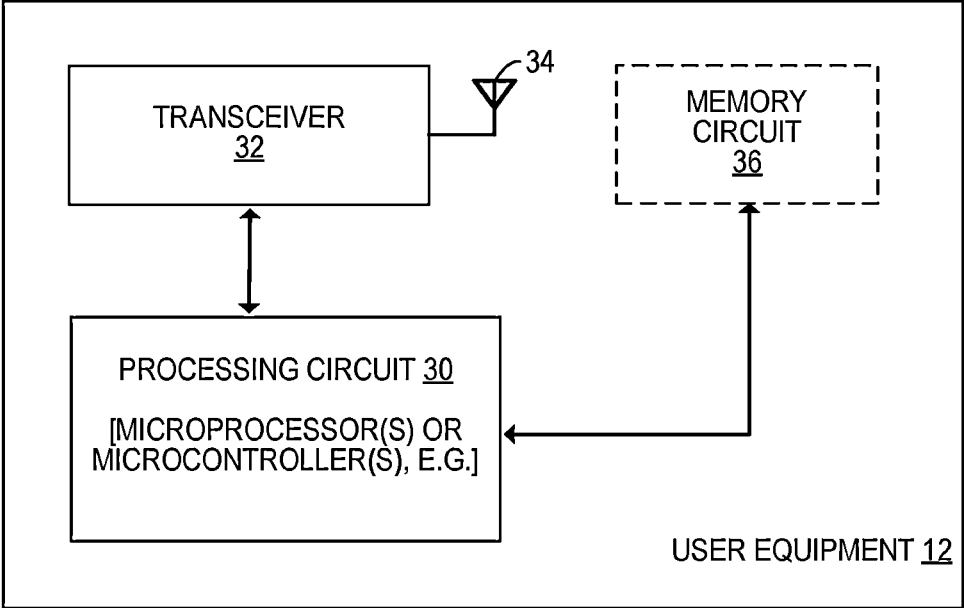 TRANSCEIVER
32
34
MEMORY
CIRCUIT
36
PROCESSING CIRCUIT 30
[MICROPROCESSOR(S) OR
MICROCONTROLLER(S), E.G.]
USER EQUIPMENT 12